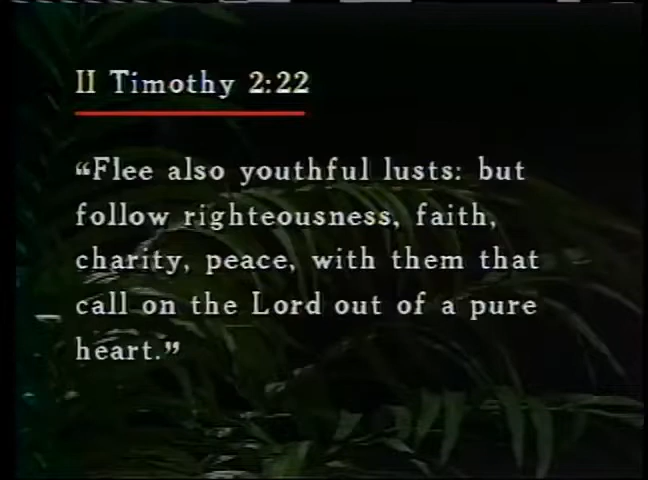 II Timothy 2:22
“Flee also youthful lusts: but
follow righteousness, faith,
charity, peace, with them that
call on the Lord out of a pure
heart.”